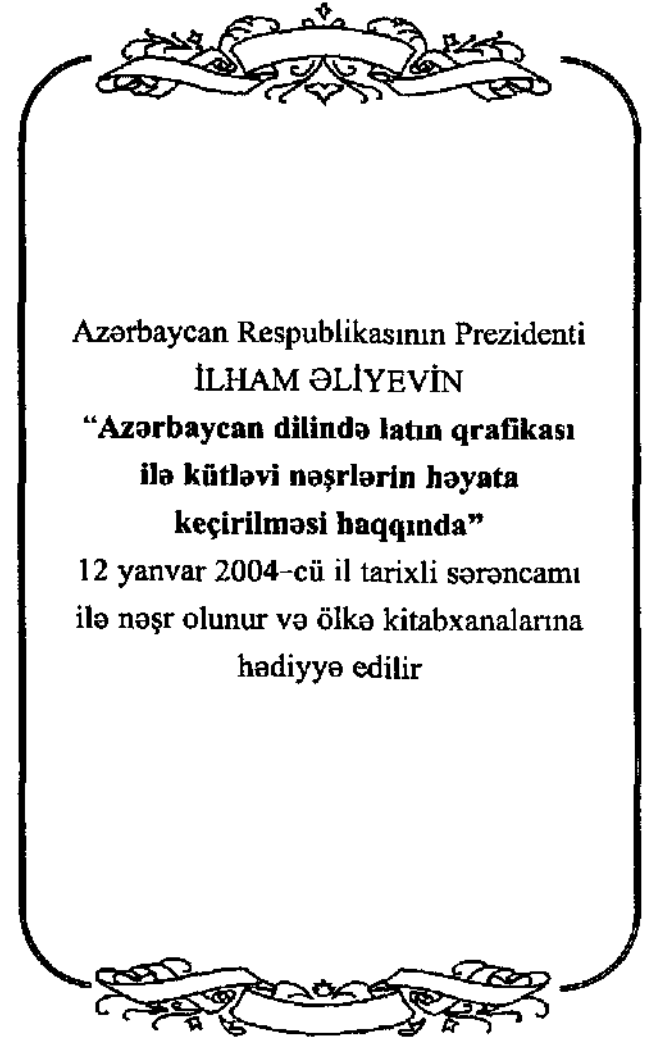 Azərbaycan Respublikasının Prezidenti
İLHAM ƏLİYEVİN
“Azərbaycan dilində latın qrafikası
ilə kütləvi nəşrlərin həyata
keçirilməsi haqqında”
12 yanvar 2004-cü il tarixli sərəncamı
ilə nəşr olunur və ölkə kitabxanalarına
hədiyyə edilir